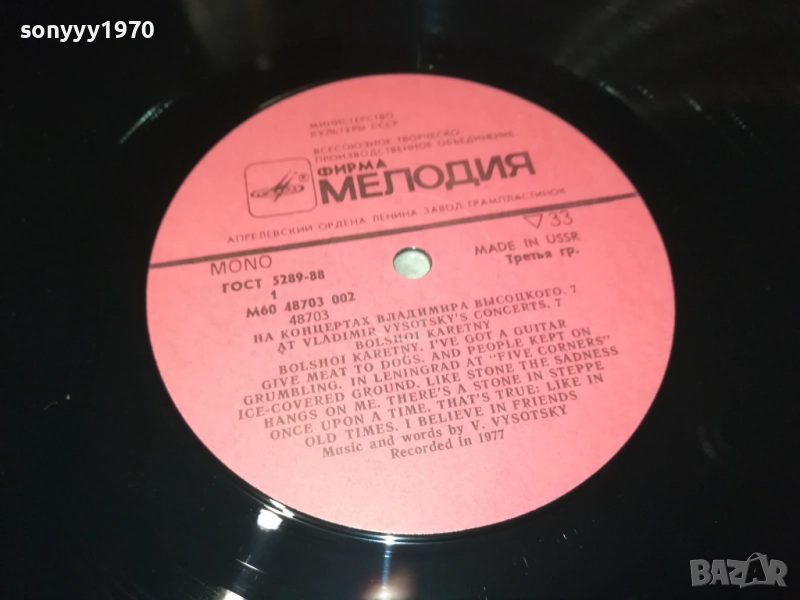 sonyyy1970
МИНИСТЕРСТВО
КУЛЬТУРЫ СССР
ВСЕСОЮЗНОЕ ТВОРЧЕСКО
ПРОИЗВОДСТВЕННОЕ ОБЪЕДИНЕНИЕ
ФИРМА
МЕЛОДИЯ
АПРЕЛЕВСКИЙ ОРДЕНА ЛЕНИНА ЗАВОД ГРАМПЛАСТИНОК
MONO
33
ГОСТ 5289-88
MADE IN USSR
1
Третья гр.
М60 48703 002
48703
НА КОНЦЕРТАХ ВЛАДИМИРА ВЫСОЦКОГО. 7
AT VLADIMIR VYSOTSKY'S CONCERTS. 7
BOLSHOI KARETNY
BOLSHOI KARETNY. I'VE GOT A GUITAR
GIVE MEAT TO DOGS. AND PEOPLE KEPT ON
GRUMBLING. IN LENINGRAD AT "FIVE CORNERS"
ICE-COVERED GROUND. LIKE STONE THE SADNESS
HANGS ON ME. THERE'S A STONE IN STEPPE
ONCE UPON A TIME. THAT'S TRUE: LIKE IN
OLD TIMES. I BELIEVE IN FRIENDS
Music and words by V. VYSOTSKY
Recorded in 1977
BAZAR